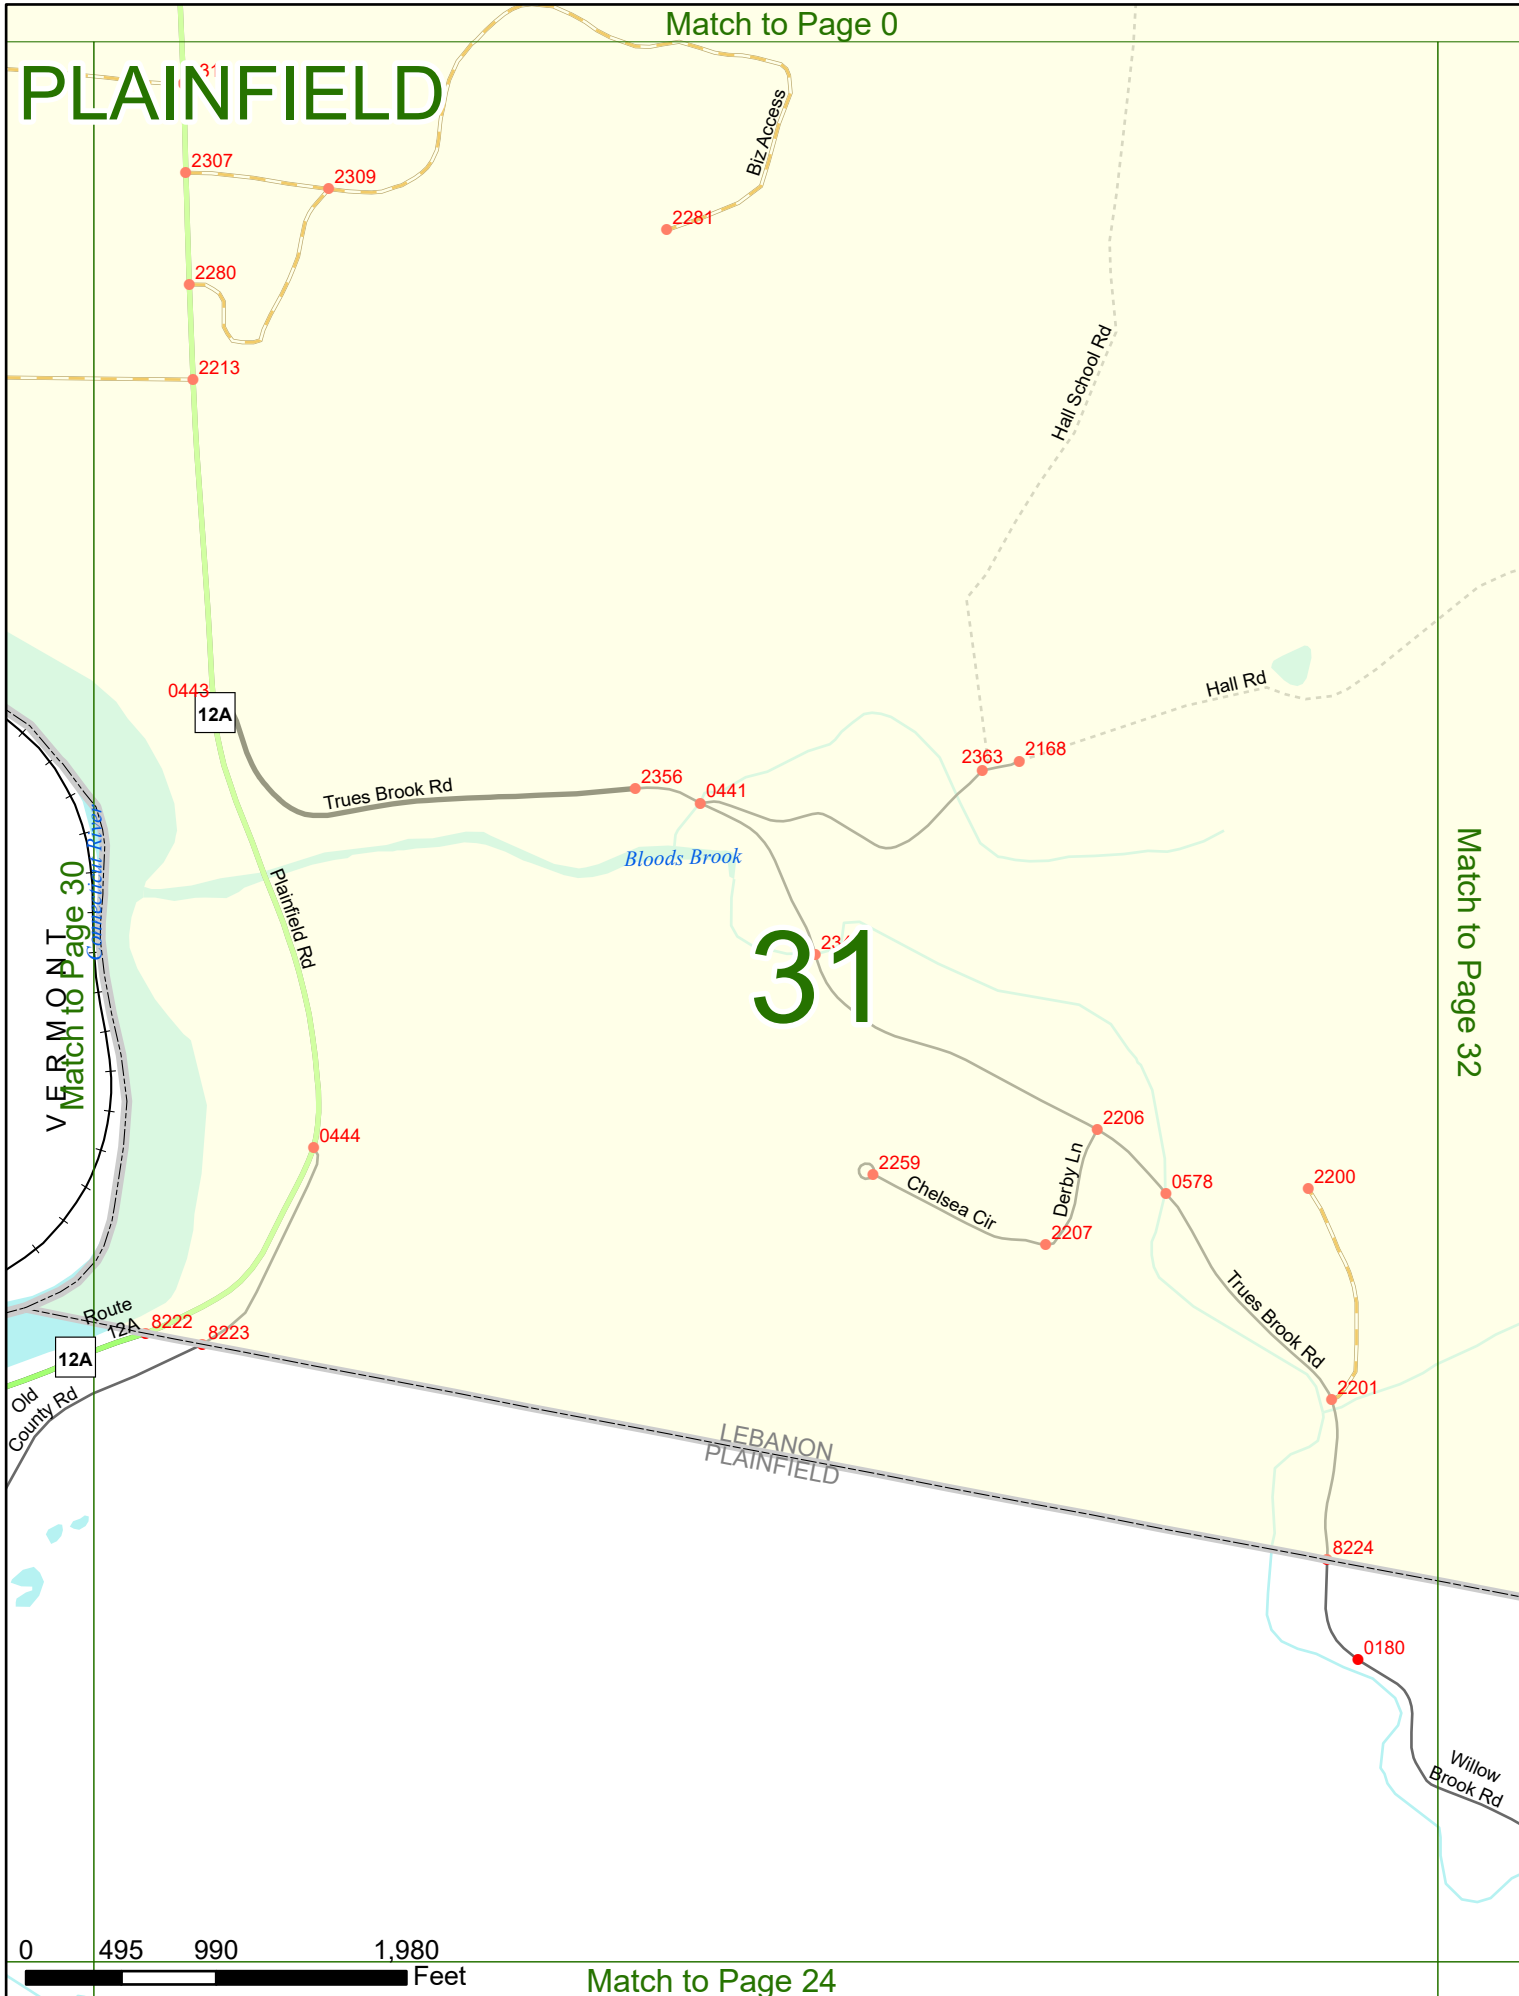 Match to Page 0
PLAINFIELD
2307
2309
Biz Access
2281
2280
2213
Hall School Rd
0443
12A
Hall Rd
2363
2168
Trues Brook Rd
2356
0441
Bloods Brook
Connecticut River
Match to Page 30
VERMONT
Plainfield Rd
31
Match to Page 32
0444
2206
2259
Chelsea Cir
Derby Ln
2207
0578
2200
Trues Brook Rd
Route
12A
8222
8223
12A
Old
County Rd
2201
LEBANON
PLAINFIELD
8224
0180
Willow
Brook Rd
0 495 990 1,980
Feet
Match to Page 24